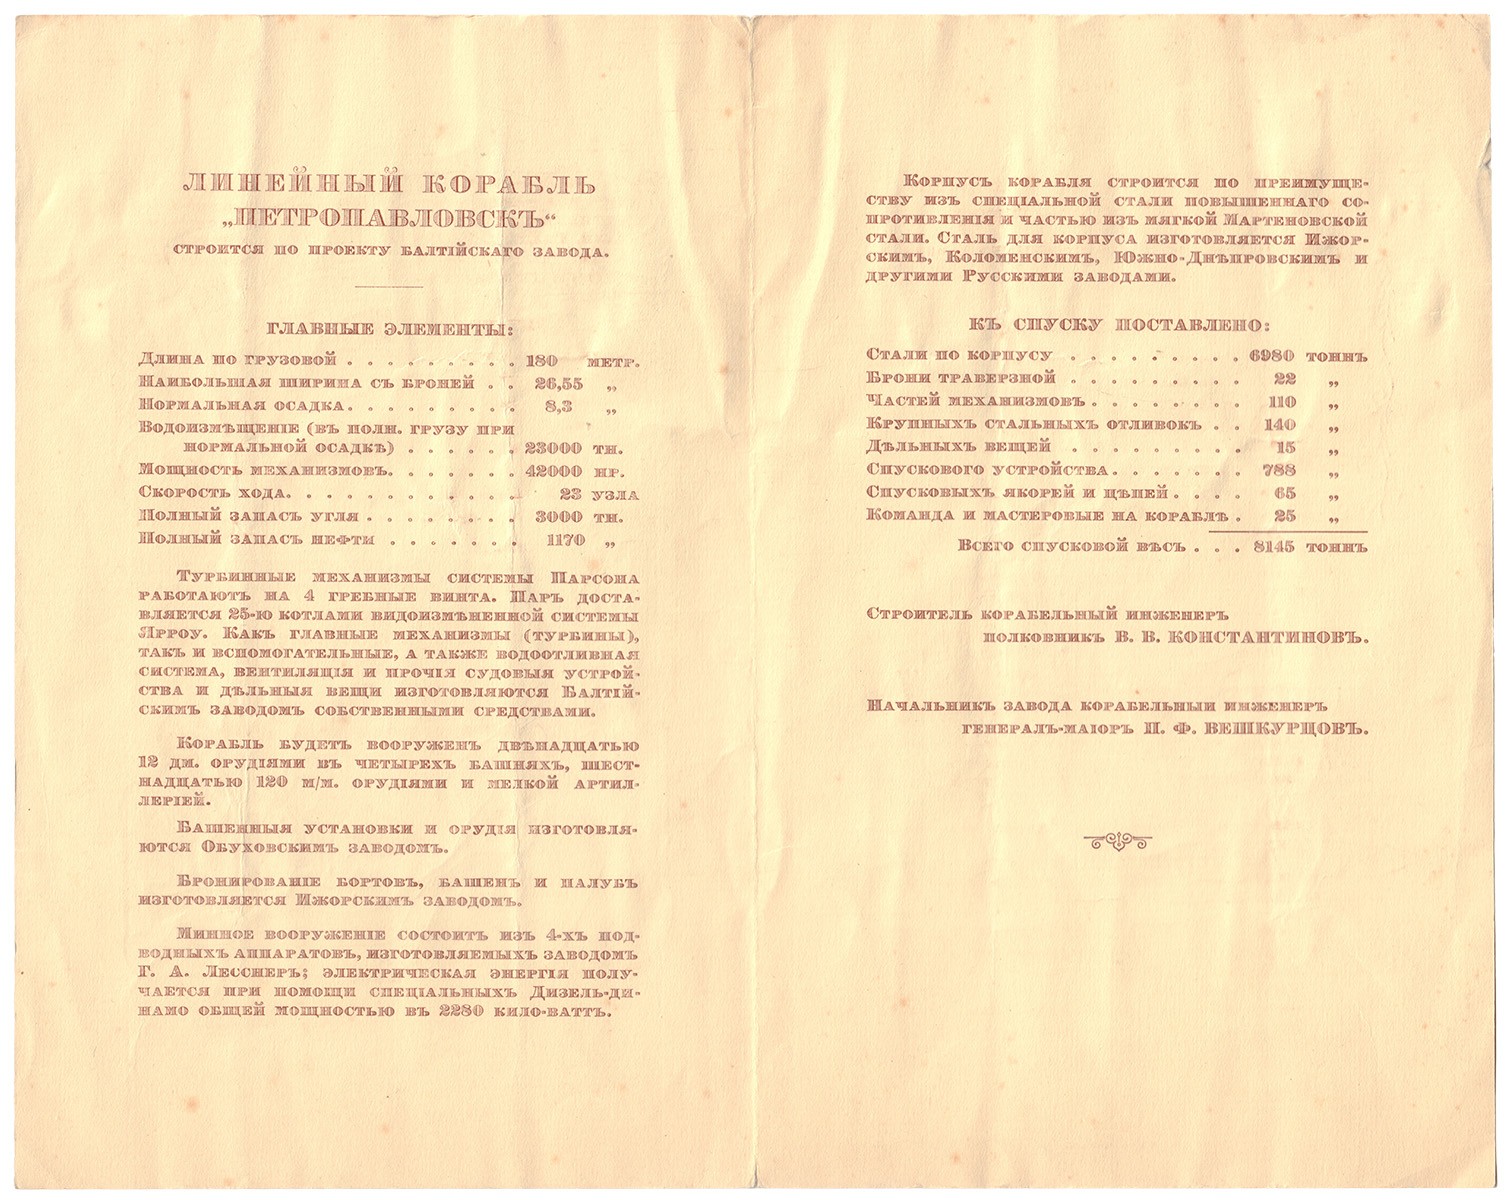 ЛИНЕЙНЫЙ КОРАБЛЬ
„ПЕТРОПАВЛОВСКЪ“
СТРОИТСЯ ПО ПРОЕКТУ БАЛТІЙСКАГО ЗАВОДА.
ГЛАВНЫЕ ЭЛЕМЕНТЫ:
Длина по грузовой . . . . . . . . . 180 метр.
Наибольшая ширина съ броней . . 26,55 „
Нормальная осадка. . . . . . . . . 8,3 „
Водоизмѣщеніе (въ полн. грузу при
нормальной осадкѣ) . . . . . . 23000 тн.
Мощность механизмовъ. . . . . . . 42000 HP.
Скорость хода. . . . . . . . . . . . 23 узла
Полный запасъ угля . . . . . . . . 3000 тн.
Полный запасъ нефти . . . . . . . 1170 „
Турбинные механизмы системы Парсона
работаютъ на 4 гребные винта. Паръ доста-
вляется 25-ю котлами видоизмѣненной системы
Ярроу. Какъ главные механизмы (турбины),
такъ и вспомогательные, а также водоотливная
система, вентиляція и прочія судовыя устрой-
ства и дѣльныя вещи изготовляются Балтій-
скимъ заводомъ собственными средствами.
Корабль будетъ вооруженъ двѣнадцатью
12 дм. орудіями въ четырехъ башняхъ, шест-
надцатью 120 м/м. орудіями и мелкой артил-
леріей.
Башенныя установки и орудія изготовля-
ются Обуховскимъ заводомъ.
Бронированіе бортовъ, башенъ и палубъ
изготовляется Ижорскимъ заводомъ.
Минное вооруженіе состоитъ изъ 4-хъ под-
водныхъ аппаратовъ, изготовляемыхъ заводомъ
Г. А. Лесснеръ; электрическая энергія полу-
чается при помощи спеціальныхъ Дизель-ди-
намо общей мощностью въ 2280 кило-ваттъ.
Корпусъ корабля строится по преимуще-
ству изъ спеціальной стали повышеннаго со-
противленія и частью изъ мягкой Мартеновской
стали. Сталь для корпуса изготовляется Ижор-
скимъ, Коломенскимъ, Южно-Днѣпровскимъ и
другими Русскими заводами.
КЪ СПУСКУ ПОСТАВЛЕНО:
Стали по корпусу . . . . . . . . . 6980 тоннъ
Брони траверзной . . . . . . . . . 22 „
Частей механизмовъ . . . . . . . . 110 „
Крупныхъ стальныхъ отливокъ . . 140 „
Дѣльныхъ вещей . . . . . . . . . 15 „
Спускового устройства. . . . . . . 788 „
Спусковыхъ якорей и цѣпей . . . . 65 „
Команда и мастеровые на кораблѣ . 25 „
Всего спусковой вѣсъ . . . 8145 тоннъ
Строитель корабельный инженеръ
полковникъ В. В. КОНСТАНТИНОВЪ.
Начальникъ завода корабельный инженеръ
генералъ-маіоръ П. Ф. ВЕШКУРЦОВЪ.